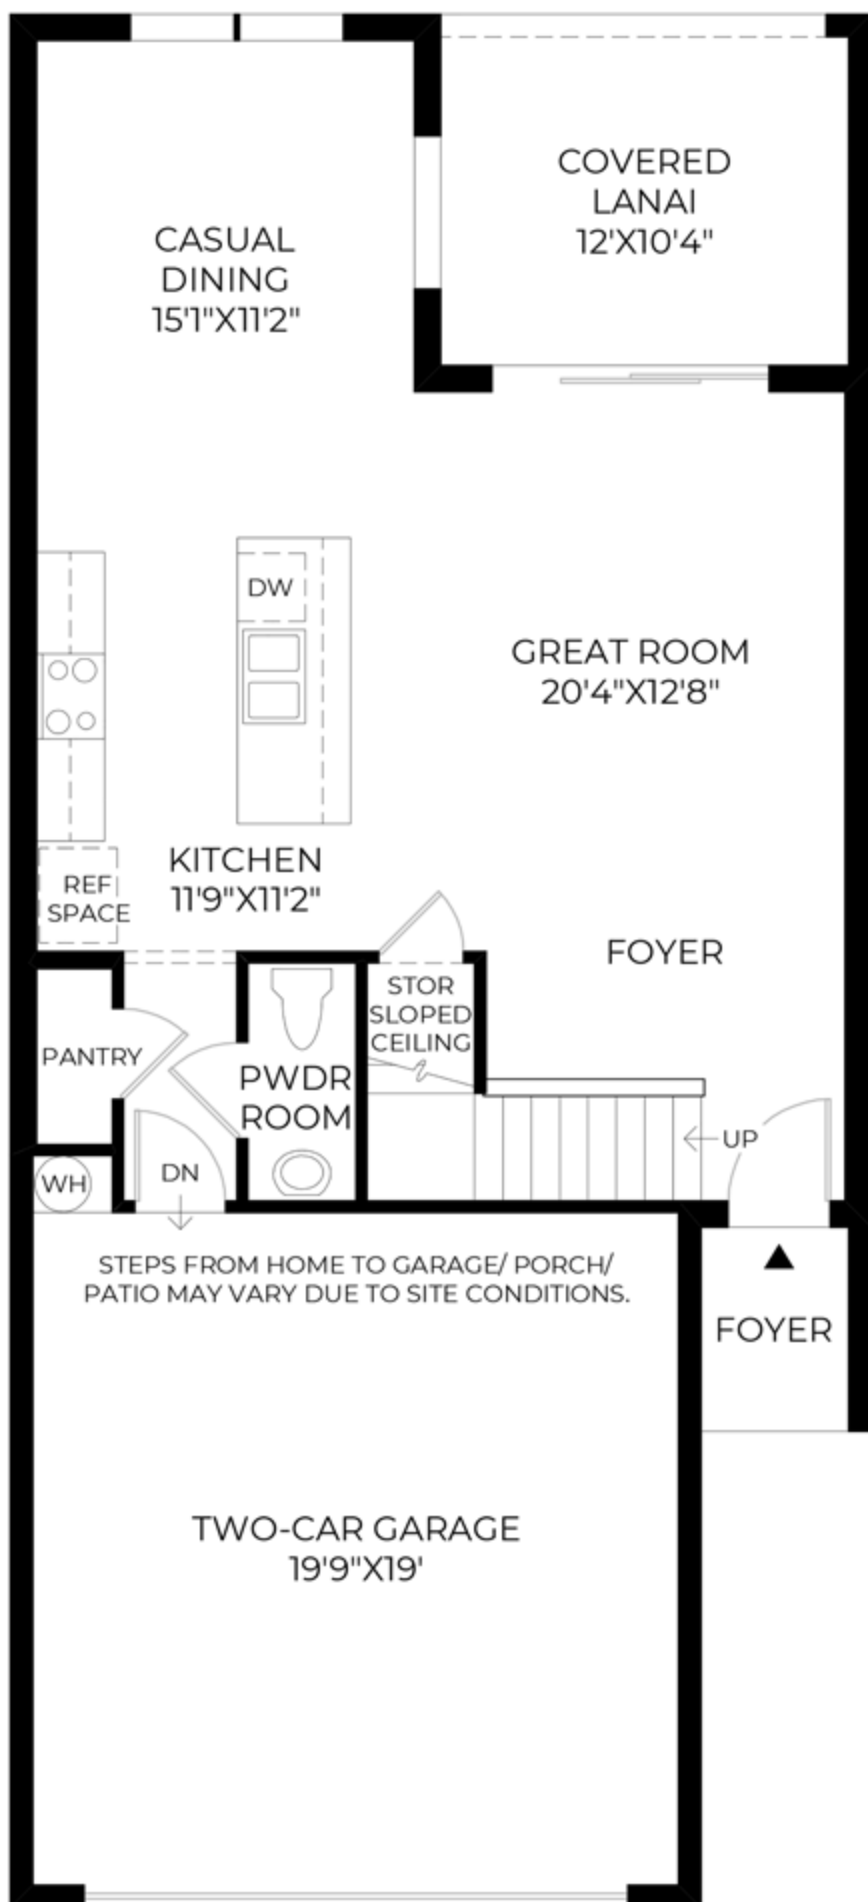 COVERED
LANAI
12'X10'4"
CASUAL
DINING
15'1"X11'2"
DW
GREAT ROOM
20'4"X12'8"
KITCHEN
11'9"X11'2"
REF
SPACE
FOYER
STOR
SLOPED
CEILING
PANTRY
PWDR
ROOM
UP
DN
WH
STEPS FROM HOME TO GARAGE/ PORCH/
PATIO MAY VARY DUE TO SITE CONDITIONS.
FOYER
TWO-CAR GARAGE
19'9"X19'